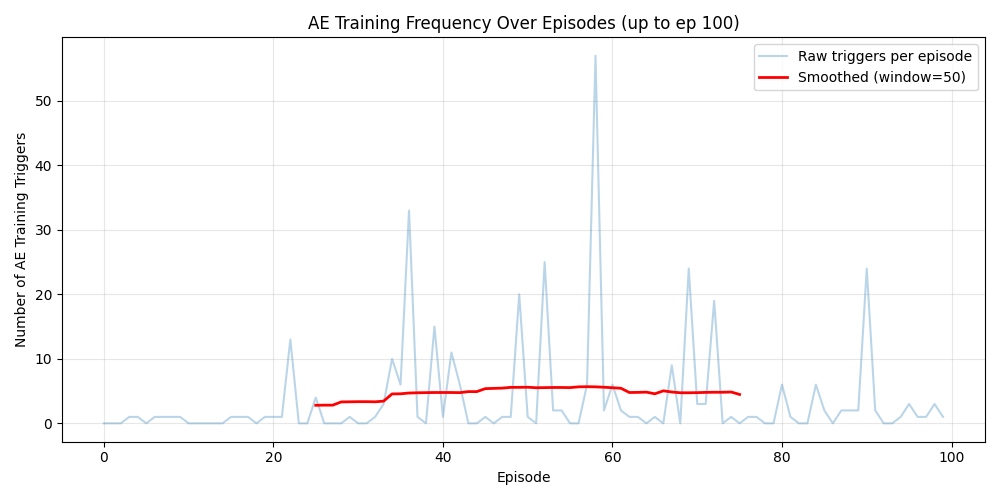 AE Training Frequency Over Episodes (up to ep 100)
Raw triggers per episode
Smoothed (window=50)
Number of AE Training Triggers
50
40
30
20
10
0
0 20 40 60 80 100
Episode